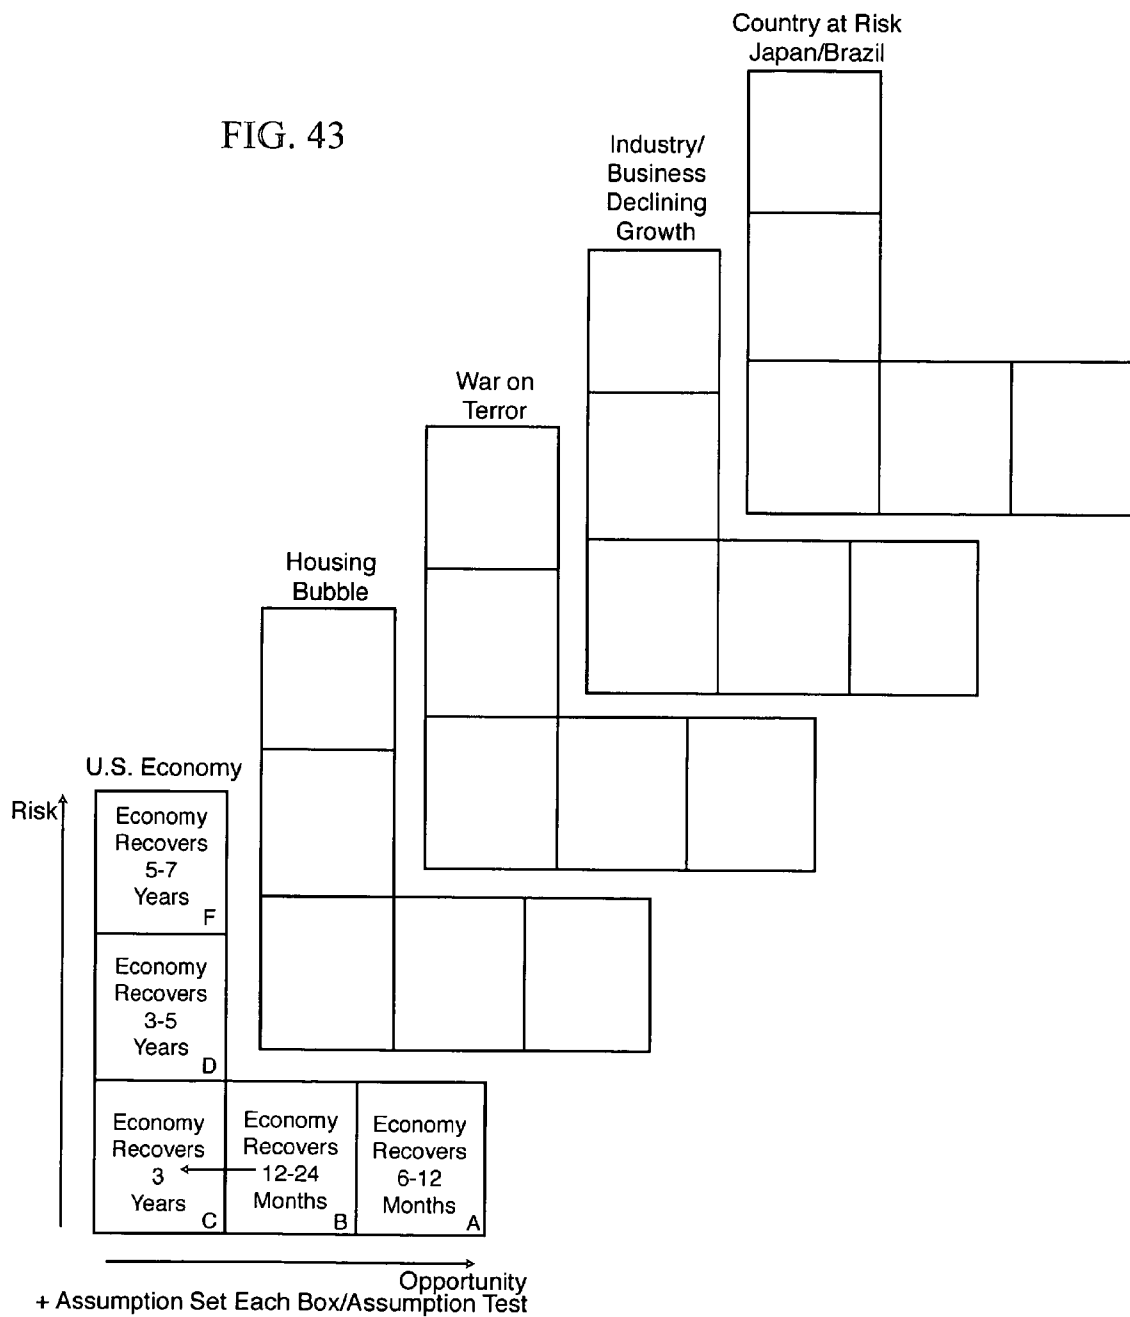 Country at Risk
Japan/Brazil
FIG. 43
Industry/
Business
Declining
Growth
War on
Terror
Housing
Bubble
U.S. Economy
Risk
Economy
Recovers
5-7
Years
F
Economy
Recovers
3-5
Years
D
Economy
Recovers
3
Years
C
Economy
Recovers
12-24
Months
B
Economy
Recovers
6-12
Months
A
Opportunity
+ Assumption Set Each Box/Assumption Test